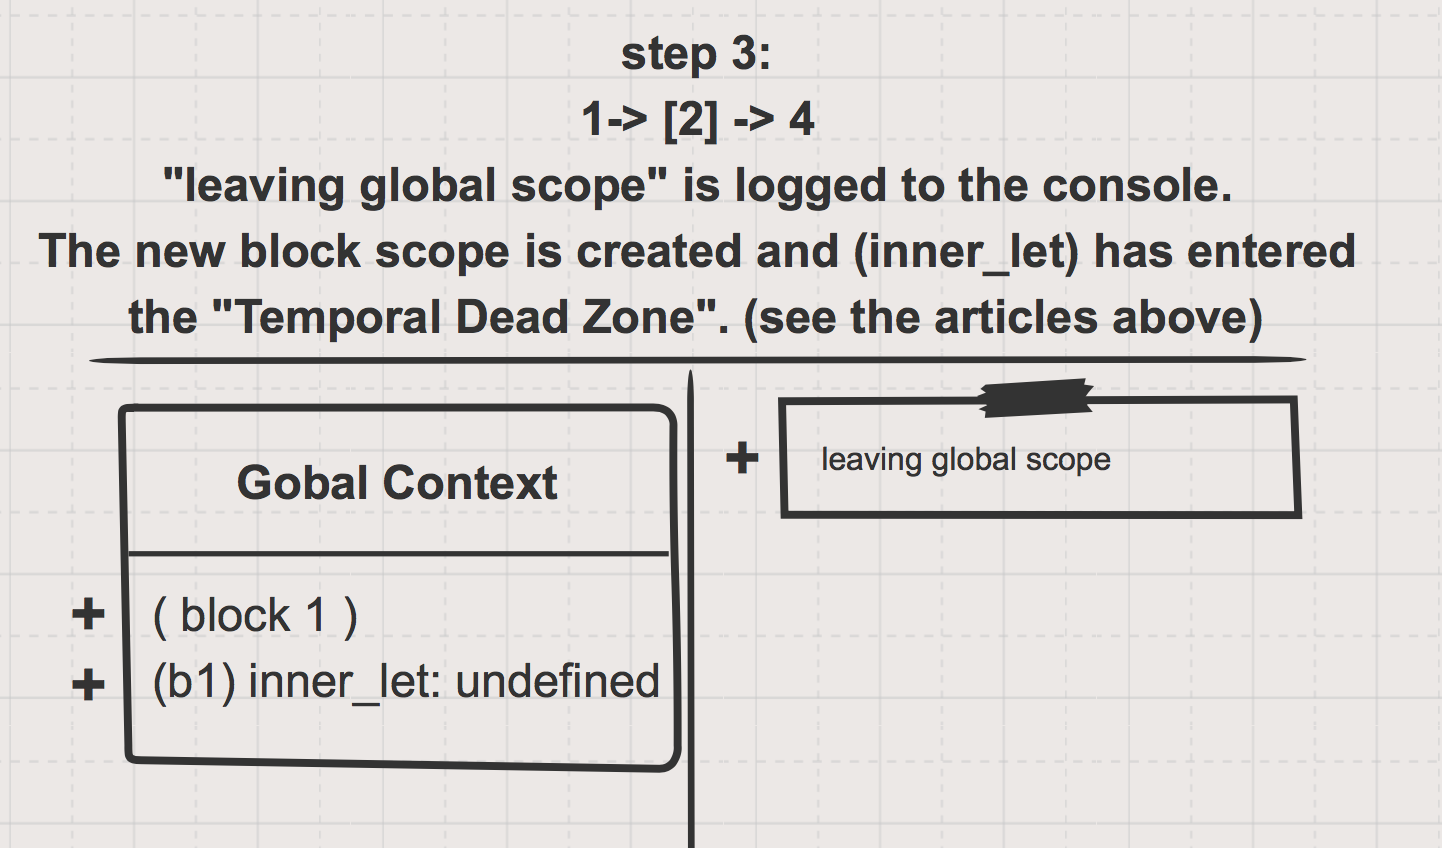 step 3:
1-> [2] -> 4
"leaving global scope" is logged to the console.
The new block scope is created and (inner_let) has entered
the "Temporal Dead Zone". (see the articles above)
Gobal Context
+ ( block 1 )
+ (b1) inner_let: undefined
+ leaving global scope